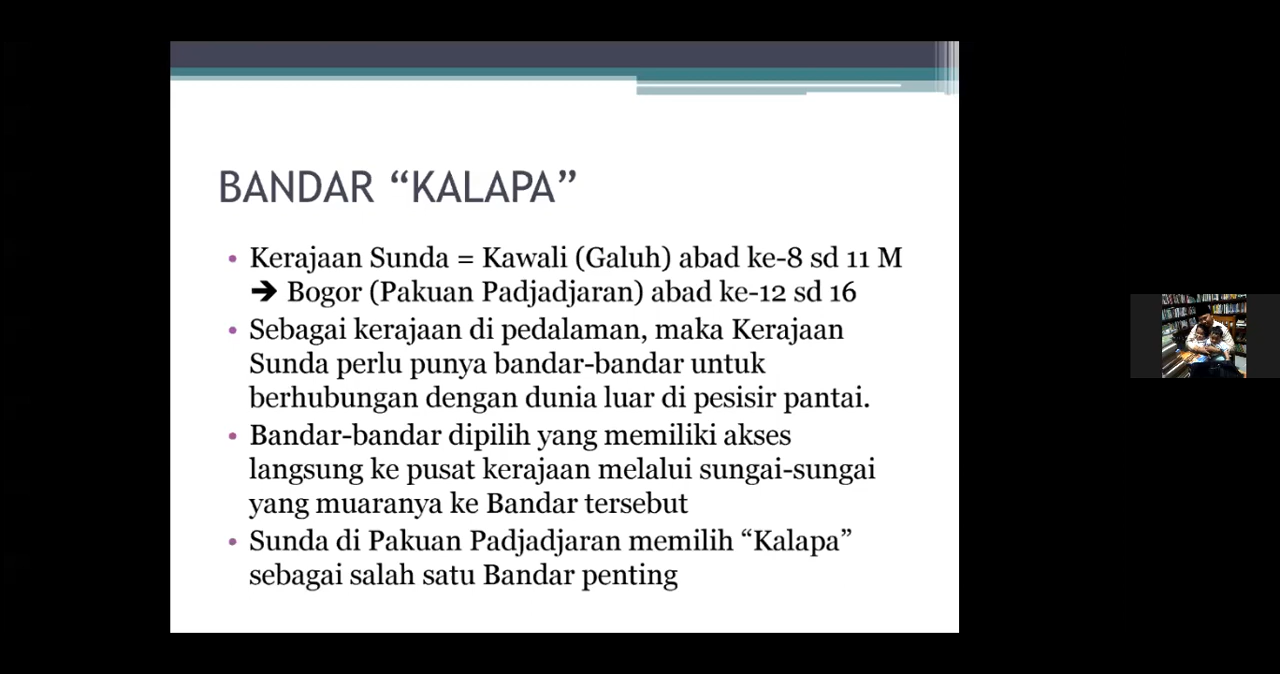 BANDAR “KALAPA”
• Kerajaan Sunda = Kawali (Galuh) abad ke-8 sd 11 M
➔ Bogor (Pakuan Padjadjaran) abad ke-12 sd 16
• Sebagai kerajaan di pedalaman, maka Kerajaan
Sunda perlu punya bandar-bandar untuk
berhubungan dengan dunia luar di pesisir pantai.
• Bandar-bandar dipilih yang memiliki akses
langsung ke pusat kerajaan melalui sungai-sungai
yang muaranya ke Bandar tersebut
• Sunda di Pakuan Padjadjaran memilih “Kalapa”
sebagai salah satu Bandar penting